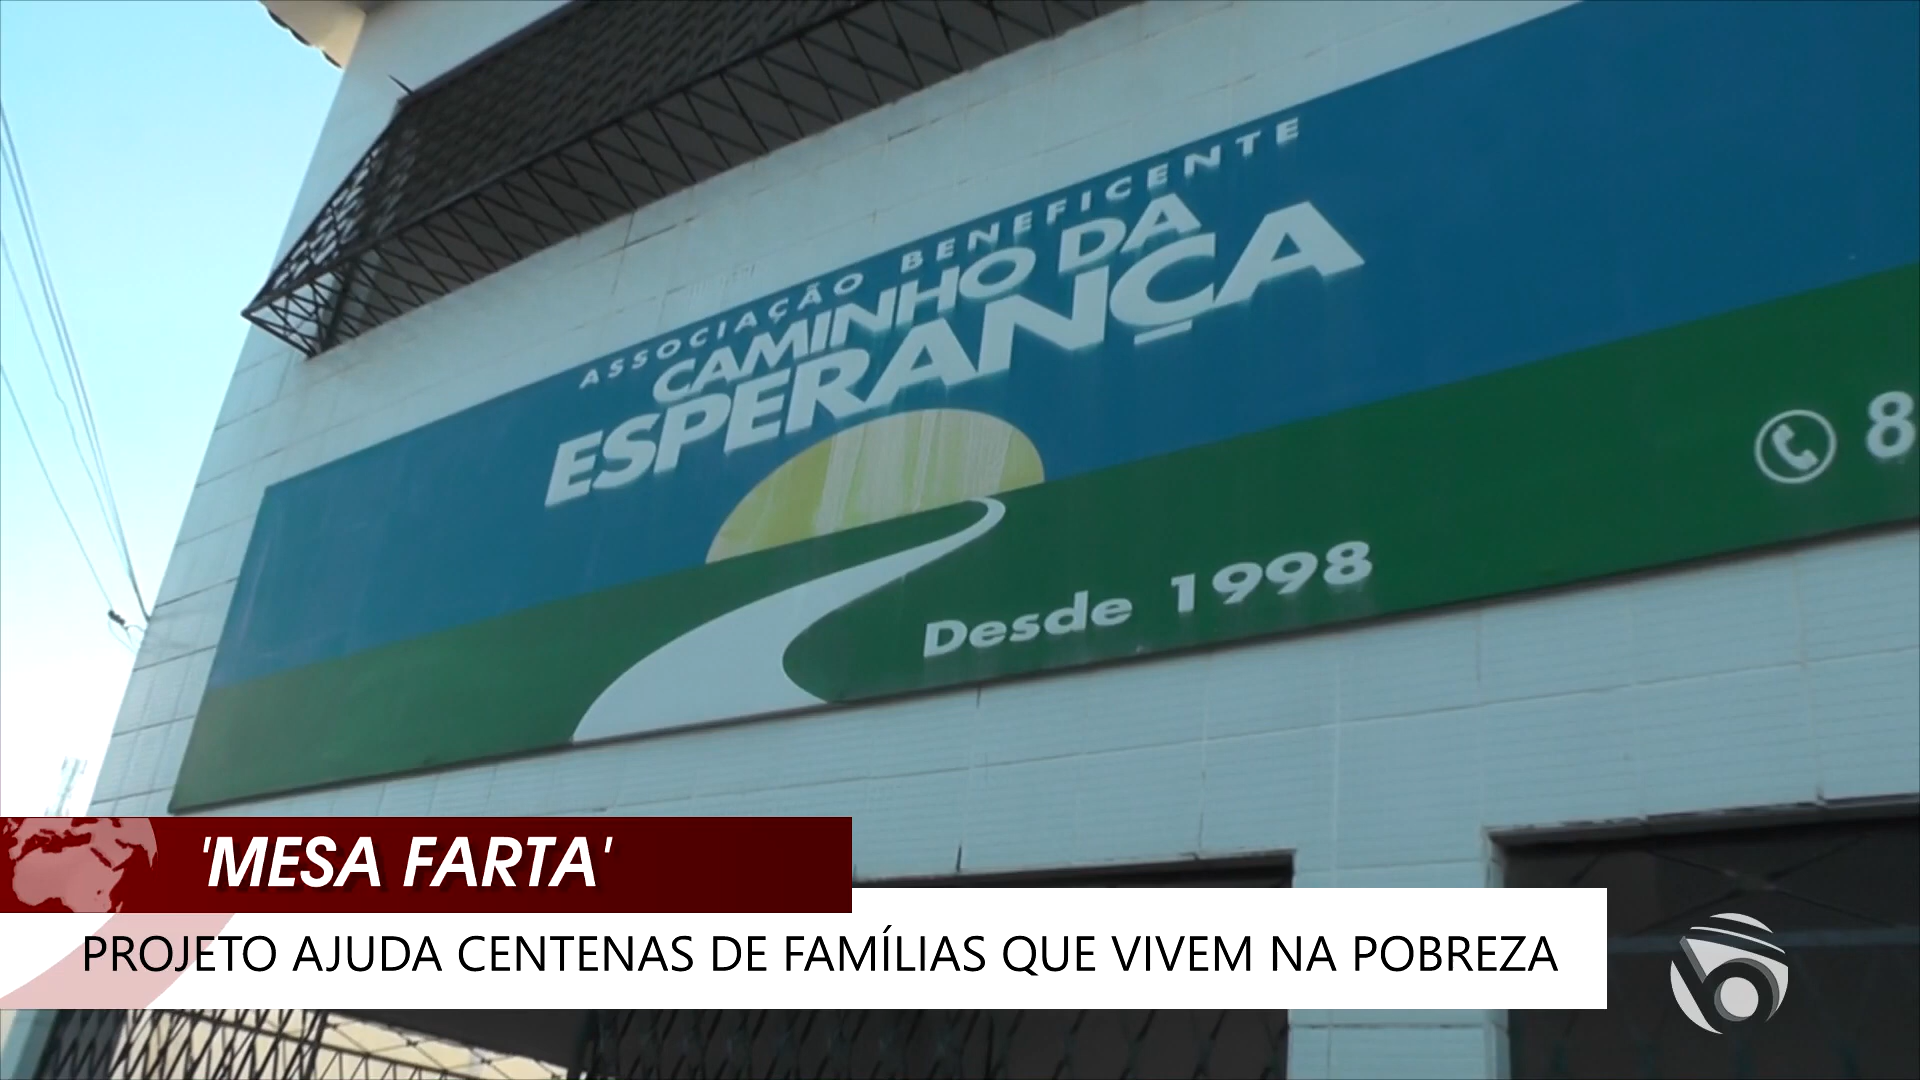 ASSOCIAÇÃO BENEFICENTE
CAMINHO DA
ESPERANÇA
8
Desde 1998
'MESA FARTA'
PROJETO AJUDA CENTENAS DE FAMÍLIAS QUE VIVEM NA POBREZA